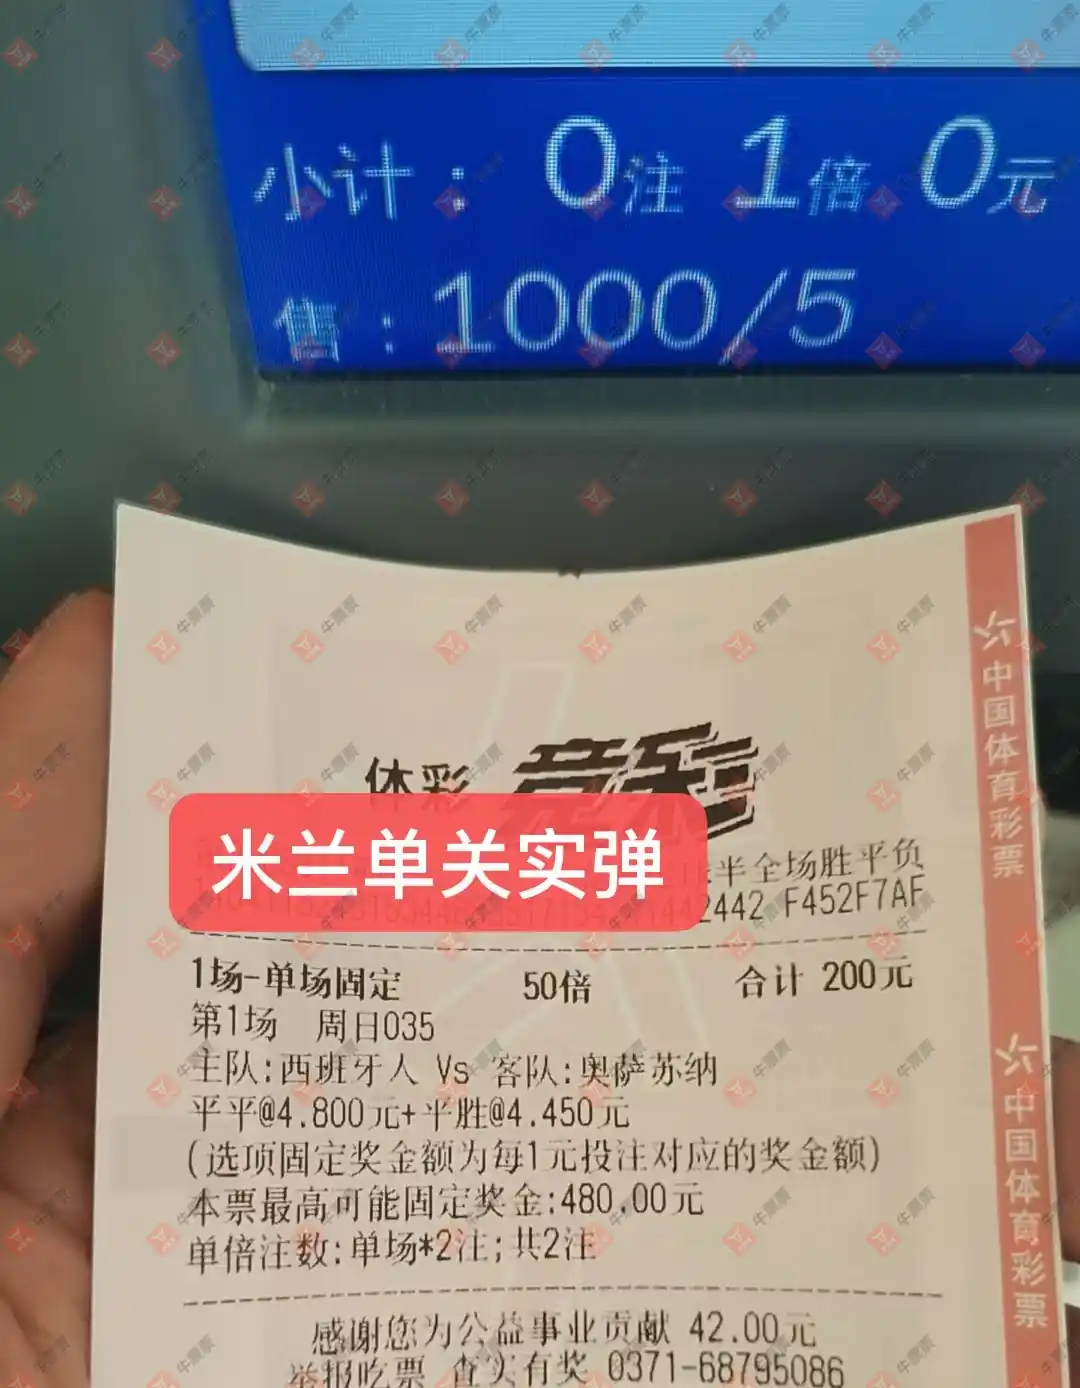 小计：0注 1倍 0元
售：1000/5
中国体育彩票
体彩 竞彩
米兰单关实弹
半全场胜平负
2442 F452F7AF
1场-单场固定 50倍 合计 200元
第1场 周日035
主队:西班牙人 Vs 客队:奥萨苏纳
平平@4.800元+平胜@4.450元
(选项固定奖金额为每1元投注对应的奖金额)
本票最高可能固定奖金:480.00元
单倍注数:单场*2注;共2注
感谢您为公益事业贡献 42.00元
举报吃票 查实有奖 0371-68795086
中国体育彩票
牛票票